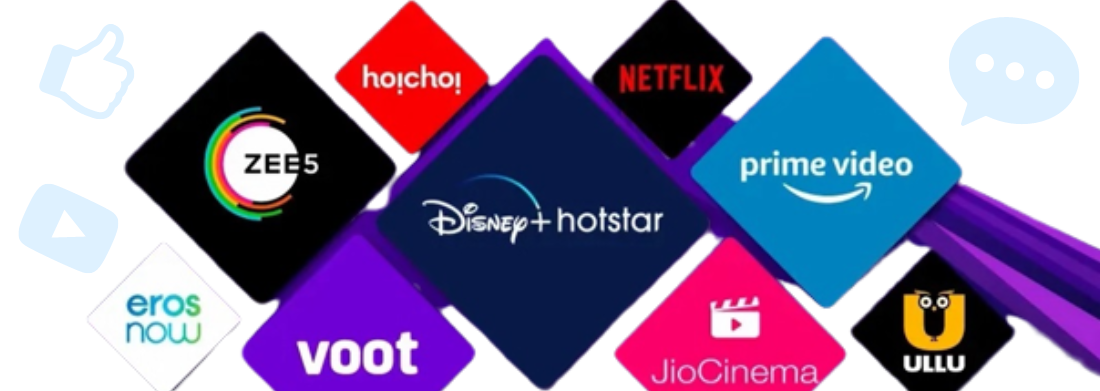 hoichoi
NETFLIX
ZEE5
prime video
Disney+ hotstar
eros
now
voot
JioCinema
ULLU